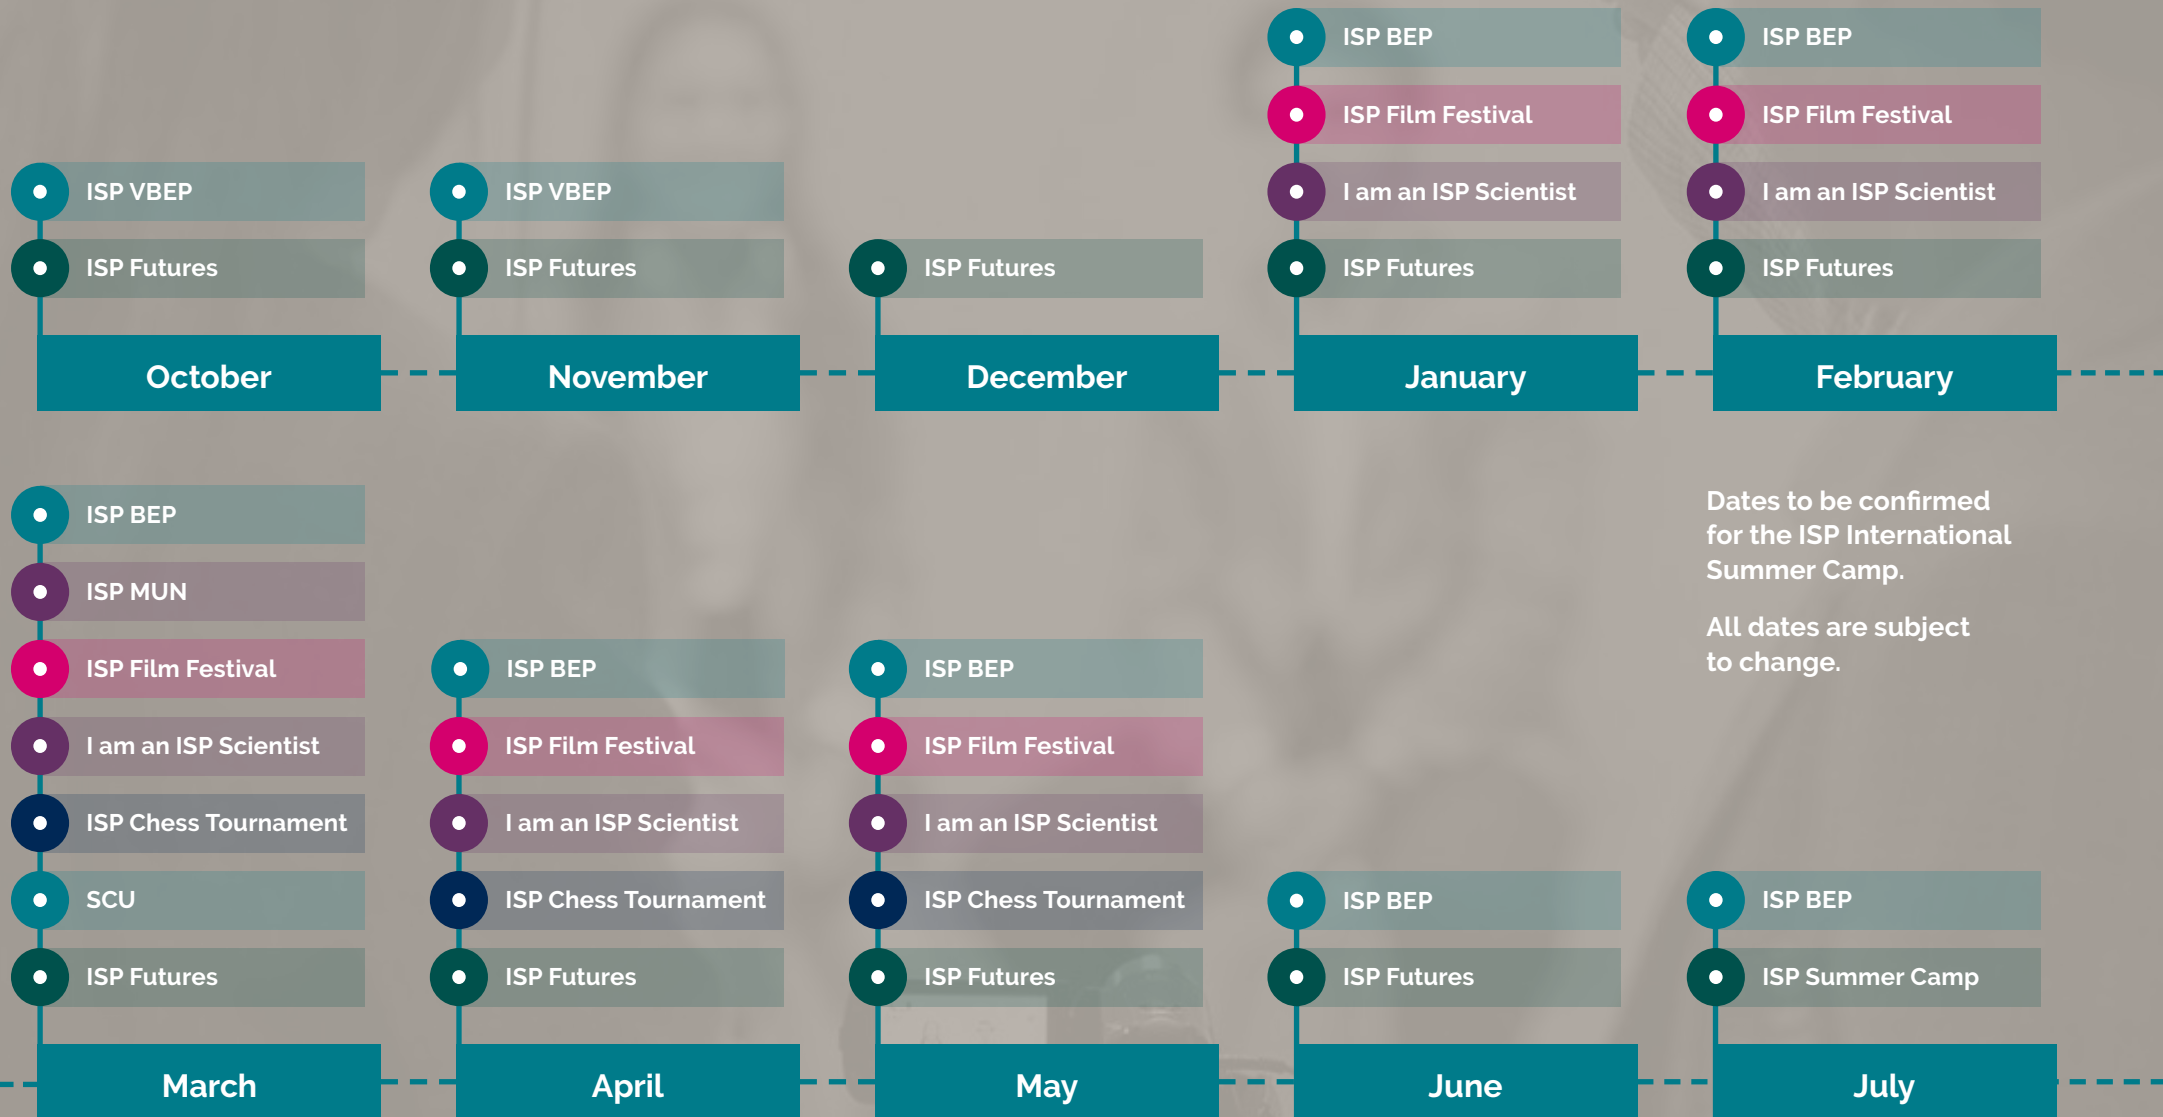 ISP VBEP
ISP Futures
October
ISP VBEP
ISP Futures
November
ISP Futures
December
ISP BEP
ISP Film Festival
I am an ISP Scientist
ISP Futures
January
ISP BEP
ISP Film Festival
I am an ISP Scientist
ISP Futures
February
ISP BEP
ISP MUN
ISP Film Festival
I am an ISP Scientist
ISP Chess Tournament
SCU
ISP Futures
March
ISP BEP
ISP Film Festival
I am an ISP Scientist
ISP Chess Tournament
ISP Futures
April
ISP BEP
ISP Film Festival
I am an ISP Scientist
ISP Chess Tournament
ISP Futures
May
ISP BEP
ISP Futures
June
Dates to be confirmed
for the ISP International
Summer Camp.
All dates are subject
to change.
ISP BEP
ISP Summer Camp
July